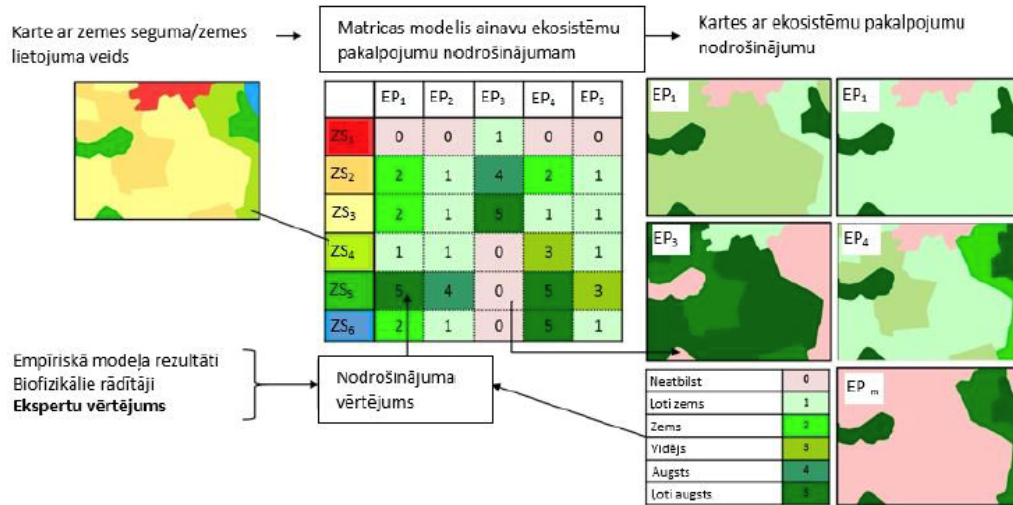 Karte ar zemes seguma/zemes
lietojuma veids
Matricas modelis ainavu ekosistēmu
pakalpojumu nodrošinājumam
Kartes ar ekosistēmu pakalpojumu
nodrošinājumu
EP₁ EP₂ EP₃ EP₄ EP₅
ZS₁ 0 0 1 0 0
ZS₂ 2 1 4 2 1
ZS₃ 2 1 5 1 1
ZS₄ 1 1 0 3 1
ZS₅ 5 4 0 5 3
ZS₆ 2 1 0 5 1
EP₁
EP₁
EP₃
EP₄
EP m
Empīriskā modeļa rezultāti
Biofizikālie rādītāji
Ekspertu vērtējums
Nodrošinājuma
vērtējums
Neatbilst 0
Loti zems 1
Zems 2
Vidējs 3
Augsts 4
Loti augsts 5